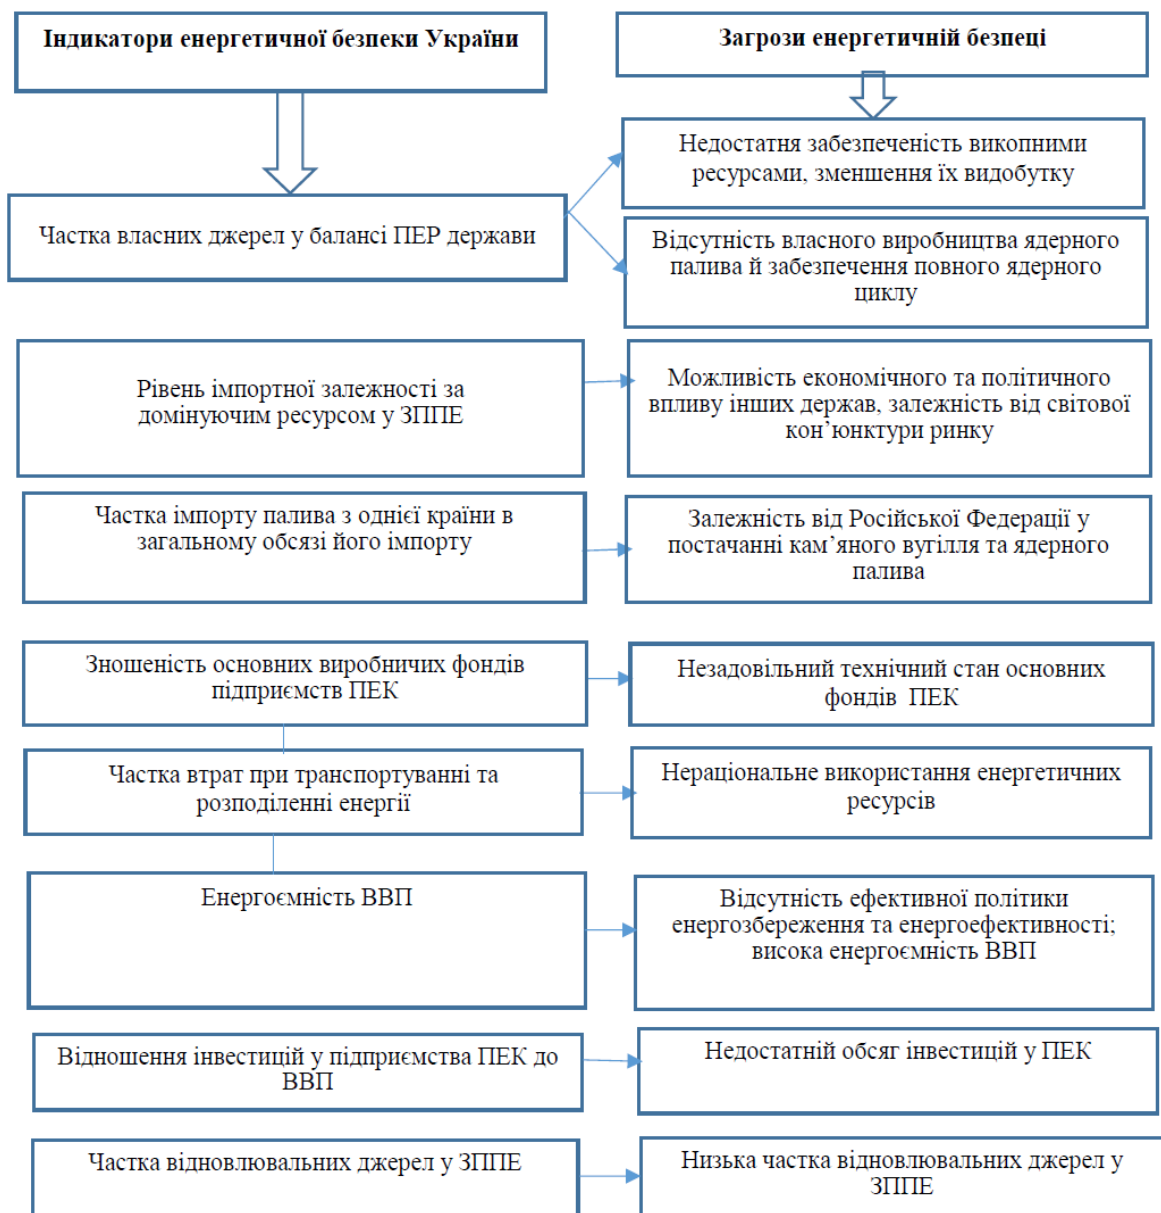 Індикатори енергетичної безпеки України
Загрози енергетичній безпеці
Частка власних джерел у балансі ПЕР держави
Недостатня забезпеченість викопними
ресурсами, зменшення їх видобутку
Відсутність власного виробництва ядерного
палива й забезпечення повного ядерного
циклу
Рівень імпортної залежності за
домінуючим ресурсом у ЗППЕ
Можливість економічного та політичного
впливу інших держав, залежність від світової
кон’юнктури ринку
Частка імпорту палива з однієї країни в
загальному обсязі його імпорту
Залежність від Російської Федерації у
постачанні кам’яного вугілля та ядерного
палива
Зношеність основних виробничих фондів
підприємств ПЕК
Незадовільний технічний стан основних
фондів ПЕК
Частка втрат при транспортуванні та
розподіленні енергії
Нераціональне використання енергетичних
ресурсів
Енергоємність ВВП
Відсутність ефективної політики
енергозбереження та енергоефективності;
висока енергоємність ВВП
Відношення інвестицій у підприємства ПЕК до
ВВП
Недостатній обсяг інвестицій у ПЕК
Частка відновлювальних джерел у ЗППЕ
Низька частка відновлювальних джерел у
ЗППЕ